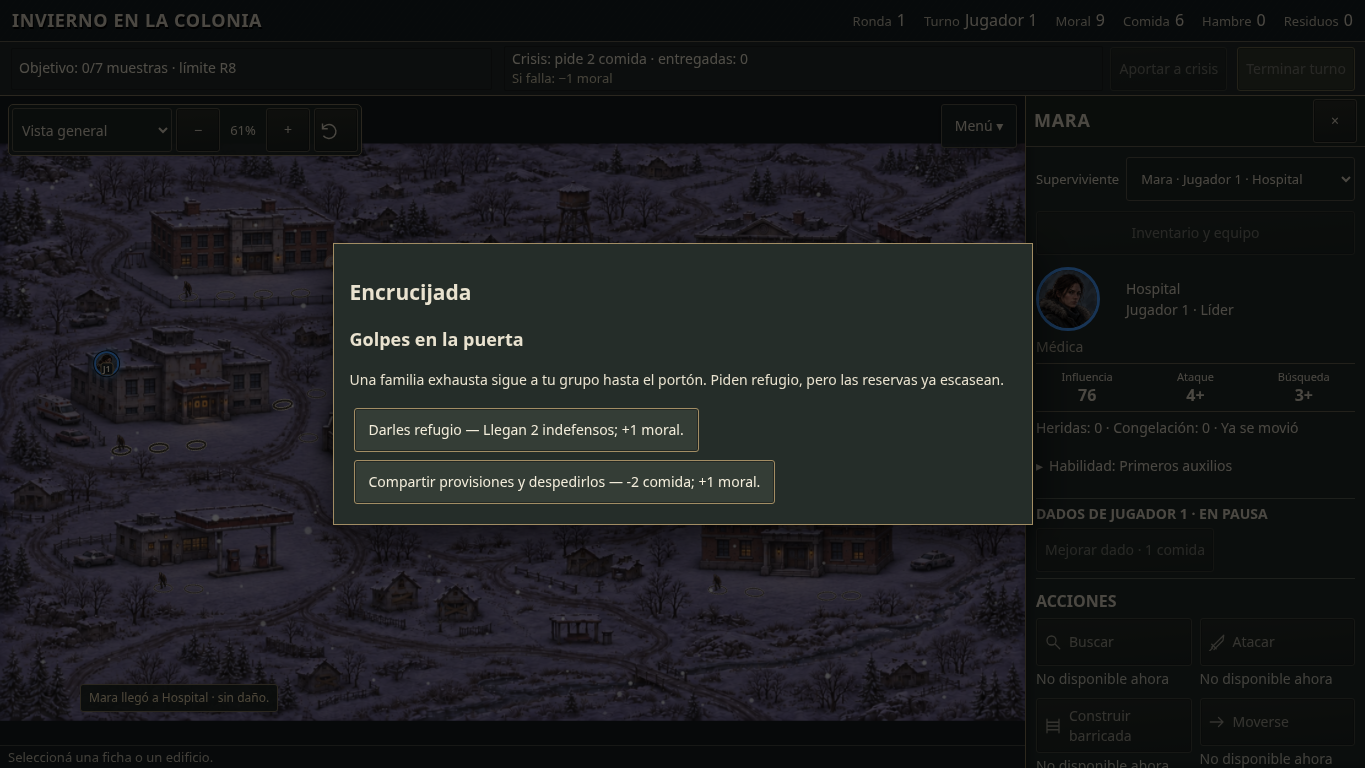 INVIERNO EN LA COLONIA
Ronda 1 Turno Jugador 1 Moral 9 Comida 6 Hambre 0 Residuos 0
Objetivo: 0/7 muestras · límite R8
Crisis: pide 2 comida · entregadas: 0
Si falla: −1 moral
Aportar a crisis
Terminar turno
Vista general
−
61%
+
Menú ▾
J1
Encrucijada
Golpes en la puerta
Una familia exhausta sigue a tu grupo hasta el portón. Piden refugio, pero las reservas ya escasean.
Darles refugio — Llegan 2 indefensos; +1 moral.
Compartir provisiones y despedirlos — -2 comida; +1 moral.
Mara llegó a Hospital · sin daño.
Seleccioná una ficha o un edificio.
MARA
×
Superviviente
Mara · Jugador 1 · Hospital
Inventario y equipo
Hospital
Jugador 1 · Líder
Médica
Influencia Ataque Búsqueda
76 4+ 3+
Heridas: 0 · Congelación: 0 · Ya se movió
▸ Habilidad: Primeros auxilios
DADOS DE JUGADOR 1 · EN PAUSA
Mejorar dado · 1 comida
ACCIONES
Buscar
Atacar
No disponible ahora
No disponible ahora
Construir
barricada
Moverse
No disponible ahora
No disponible ahora